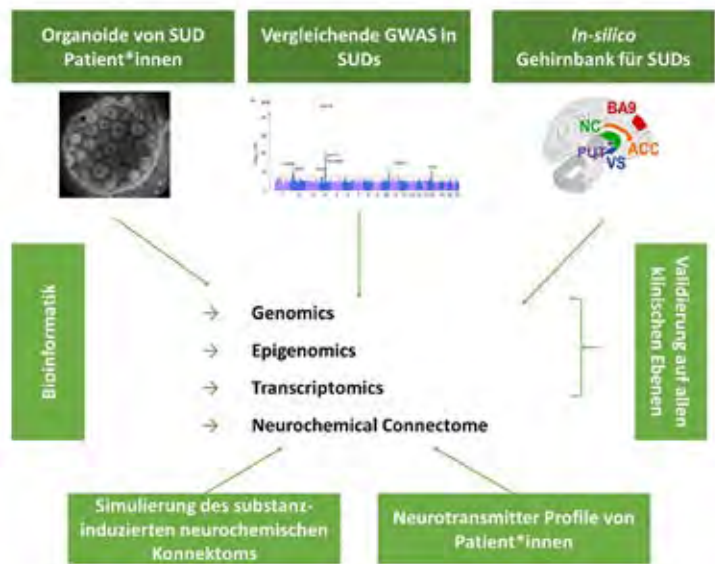 Organoide von SUD
Patient*innen
Vergleichende GWAS in
SUDs
In-silico
Gehirnbank für SUDs
BA9
NC
ACC
PUT
VS
Bioinformatik
Validierung auf allen
klinischen Ebenen
→ Genomics
→ Epigenomics
→ Transcriptomics
→ Neurochemical Connectome
Simulierung des substanz-
induzierten neurochemischen
Konnektoms
Neurotransmitter Profile von
Patient*innen